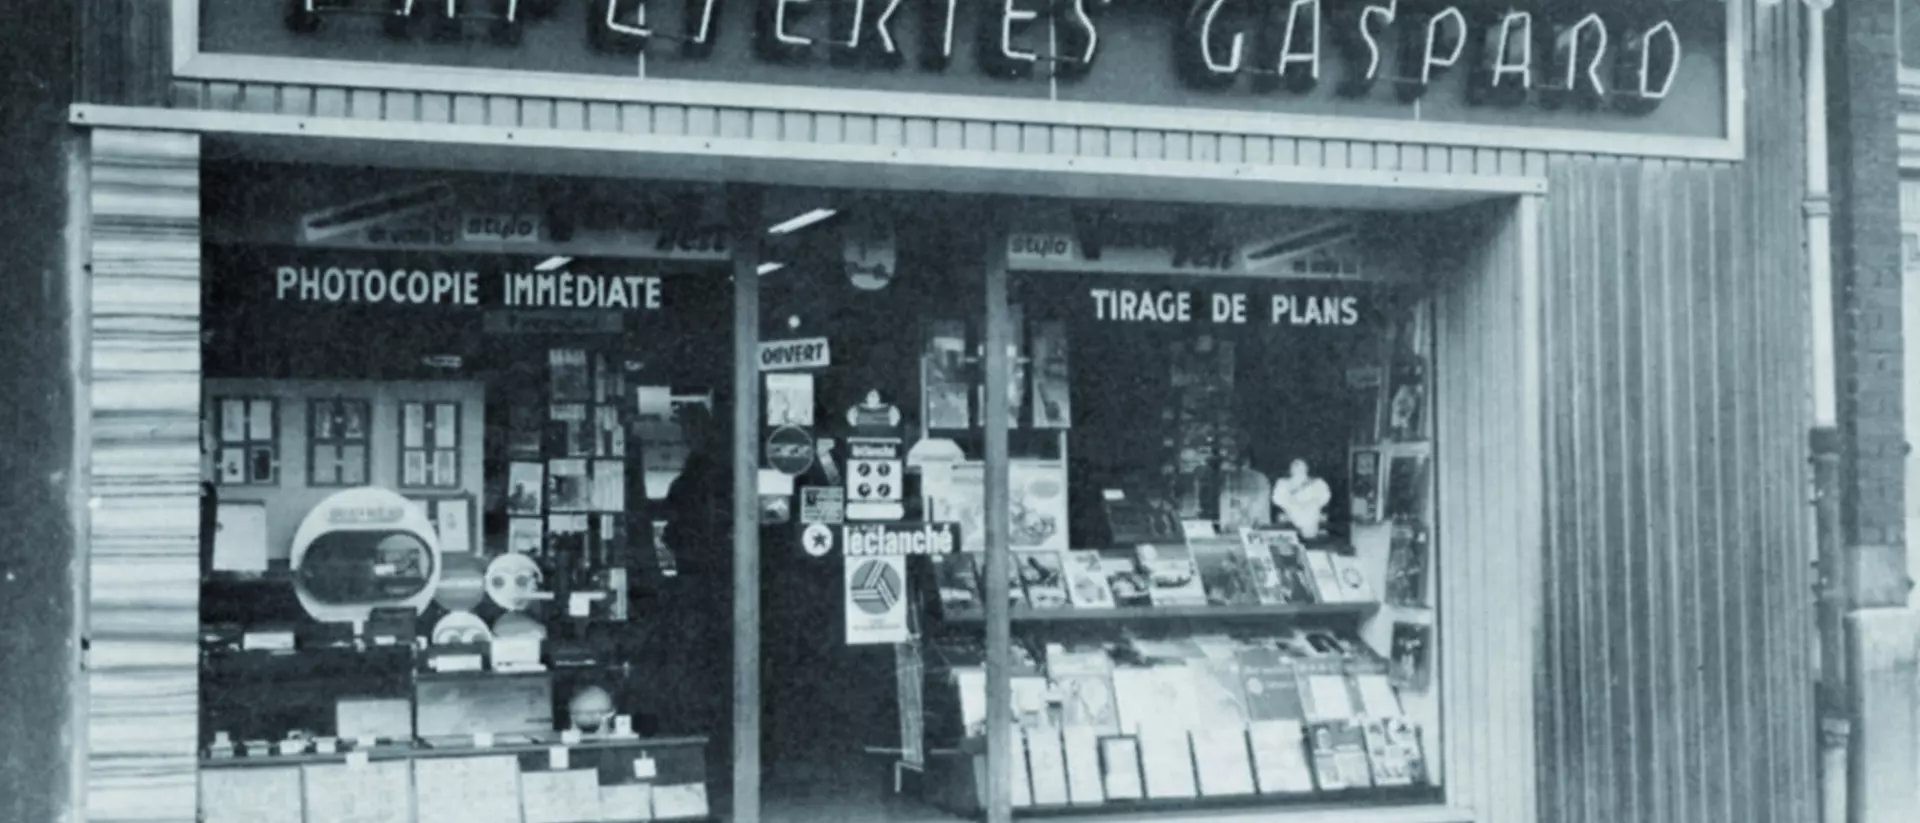 PAPETERIES GASPARD
stylo
stylo
PHOTOCOPIE IMMÉDIATE
TIRAGE DE PLANS
OUVERT
leclanché